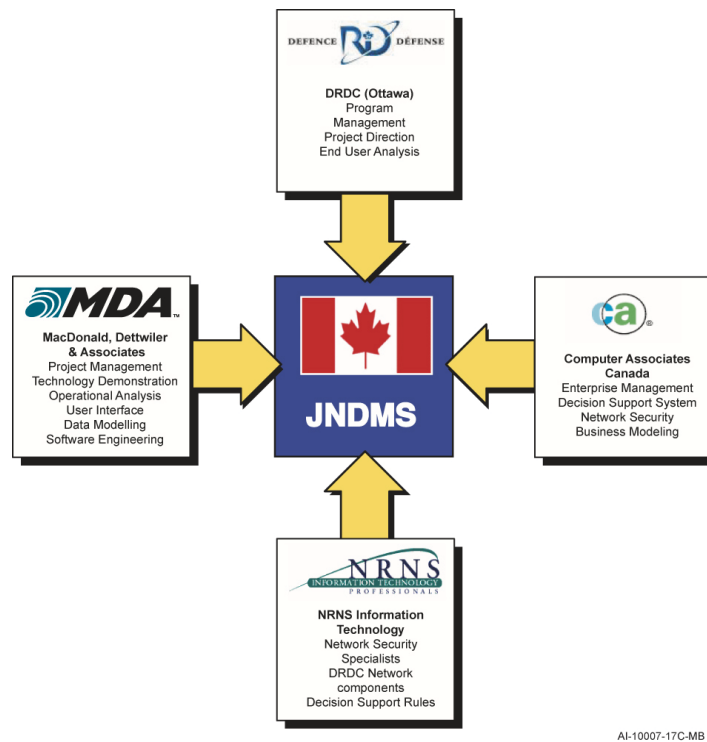 DEFENCE R&D DÉFENSE
DRDC (Ottawa)
Program
Management
Project Direction
End User Analysis
MDA™
MacDonald, Dettwiler
& Associates
Project Management
Technology Demonstration
Operational Analysis
User Interface
Data Modelling
Software Engineering
JNDMS
ca®
Computer Associates
Canada
Enterprise Management
Decision Support System
Network Security
Business Modeling
NRNS
INFORMATION TECHNOLOGY
PROFESSIONALS
NRNS Information
Technology
Network Security
Specialists
DRDC Network
components
Decision Support Rules
AI-10007-17C-MB